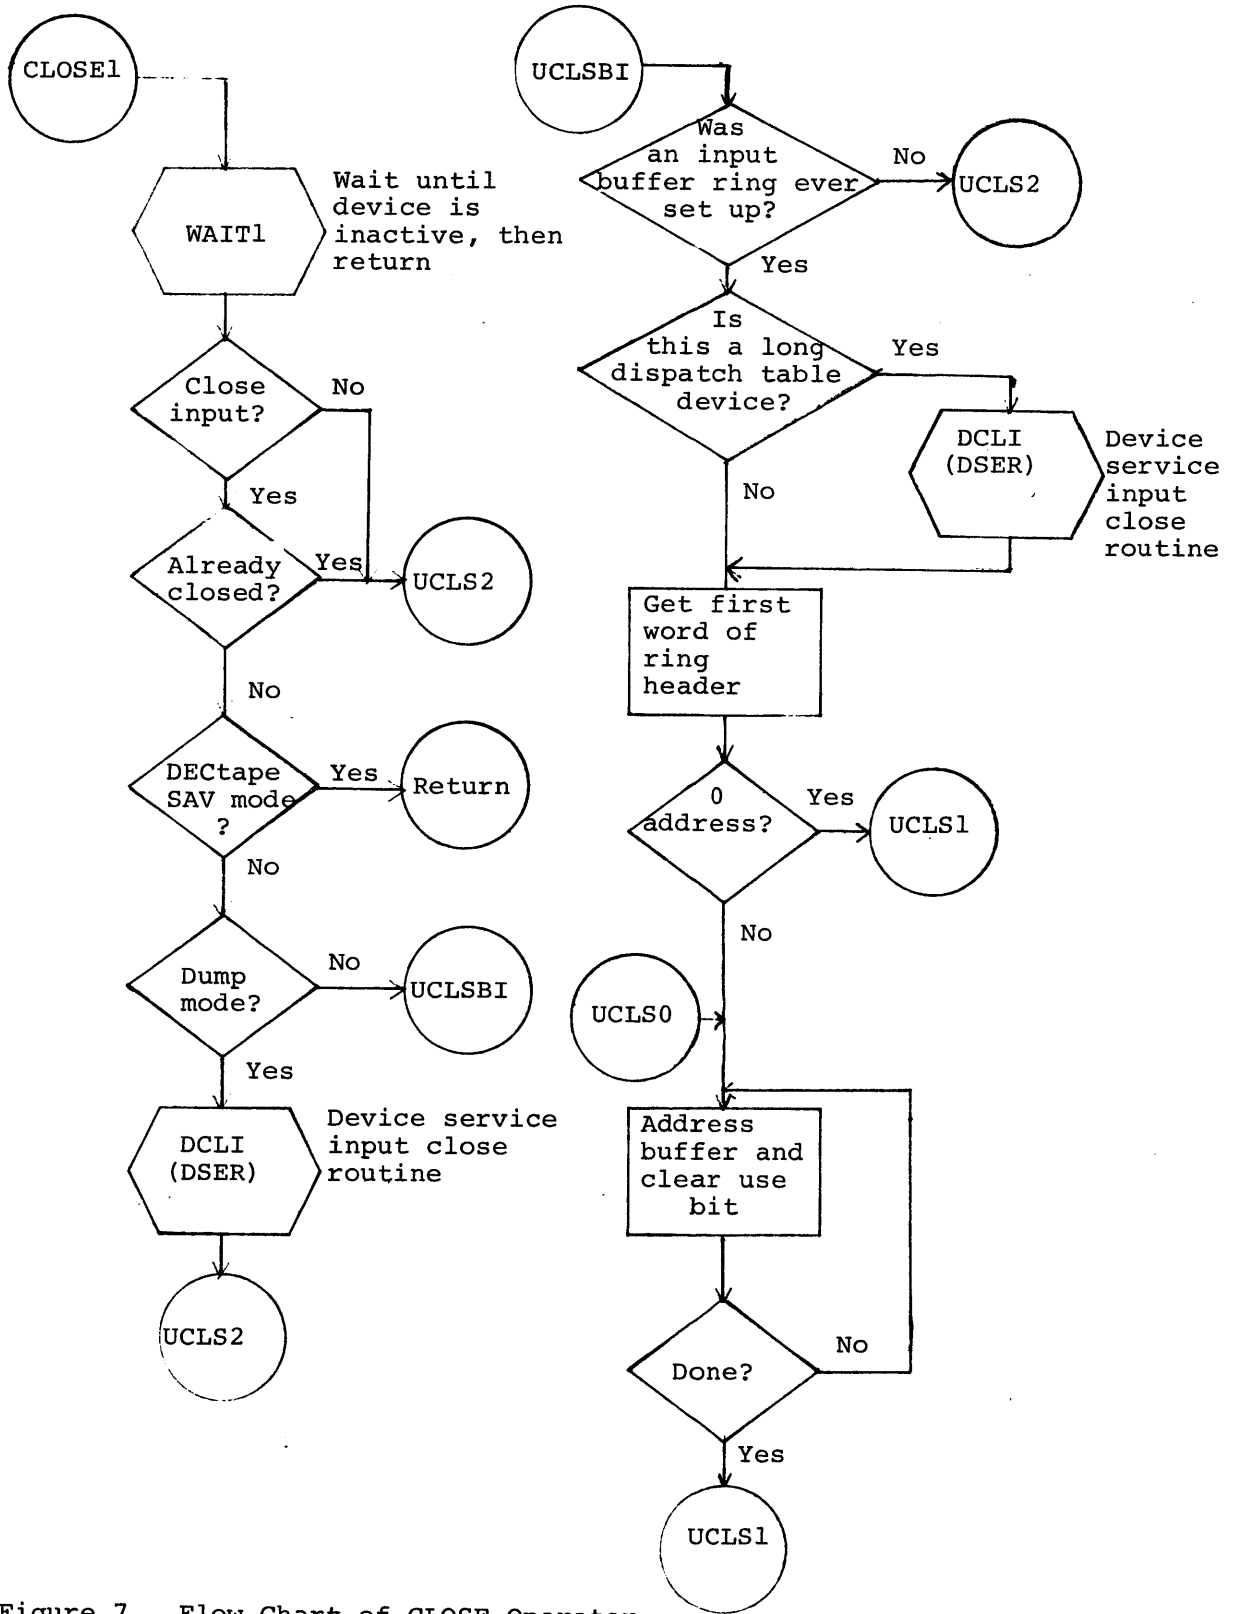 CLOSE1
WAIT1
Wait until
device is
inactive, then
return
Close
input?
No
Yes
Already
closed?
Yes
UCLS2
No
DECtape
SAV mode
?
Yes
Return
No
Dump
mode?
No
UCLSBI
Yes
DCLI
(DSER)
Device service
input close
routine
UCLS2
UCLSBI
Was
an input
buffer ring ever
set up?
No
UCLS2
Yes
Is
this a long
dispatch table
device?
Yes
DCLI
(DSER)
Device
service
input
close
routine
No
Get first
word of
ring
header
0
address?
Yes
UCLS1
No
UCLS0
Address
buffer and
clear use
bit
Done?
No
Yes
UCLS1
Figure 7 Flow Chart of CLOSE Operator